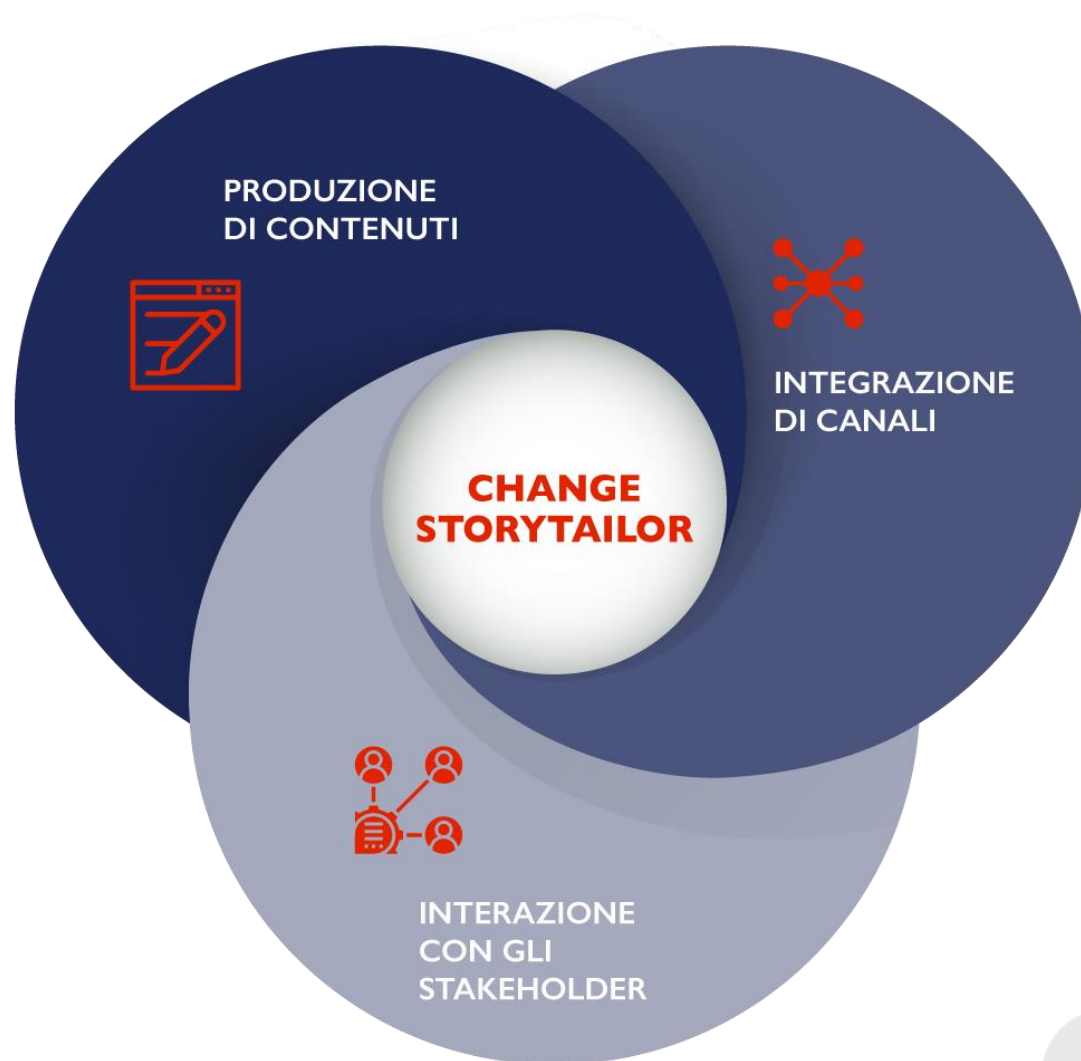 PRODUZIONE
DI CONTENUTI
INTEGRAZIONE
DI CANALI
CHANGE
STORYTAILOR
INTERAZIONE
CON GLI
STAKEHOLDER